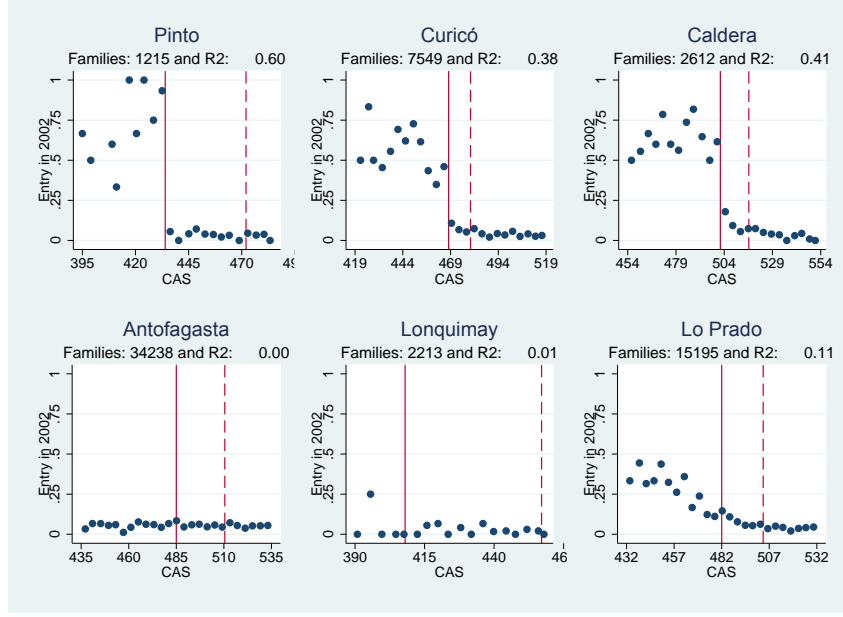 Pinto
Families: 1215 and R2: 0.60
Entry in 2002
0 .25 .5 .75 1
395 420 445 470
CAS
Curicó
Families: 7549 and R2: 0.38
Entry in 2002
0 .25 .5 .75 1
419 444 469 494 519
CAS
Caldera
Families: 2612 and R2: 0.41
Entry in 2002
0 .25 .5 .75 1
454 479 504 529 554
CAS
Antofagasta
Families: 34238 and R2: 0.00
Entry in 2002
0 .25 .5 .75 1
435 460 485 510 535
CAS
Lonquimay
Families: 2213 and R2: 0.01
Entry in 2002
0 .25 .5 .75 1
390 415 440 46
CAS
Lo Prado
Families: 15195 and R2: 0.11
Entry in 2002
0 .25 .5 .75 1
432 457 482 507 532
CAS